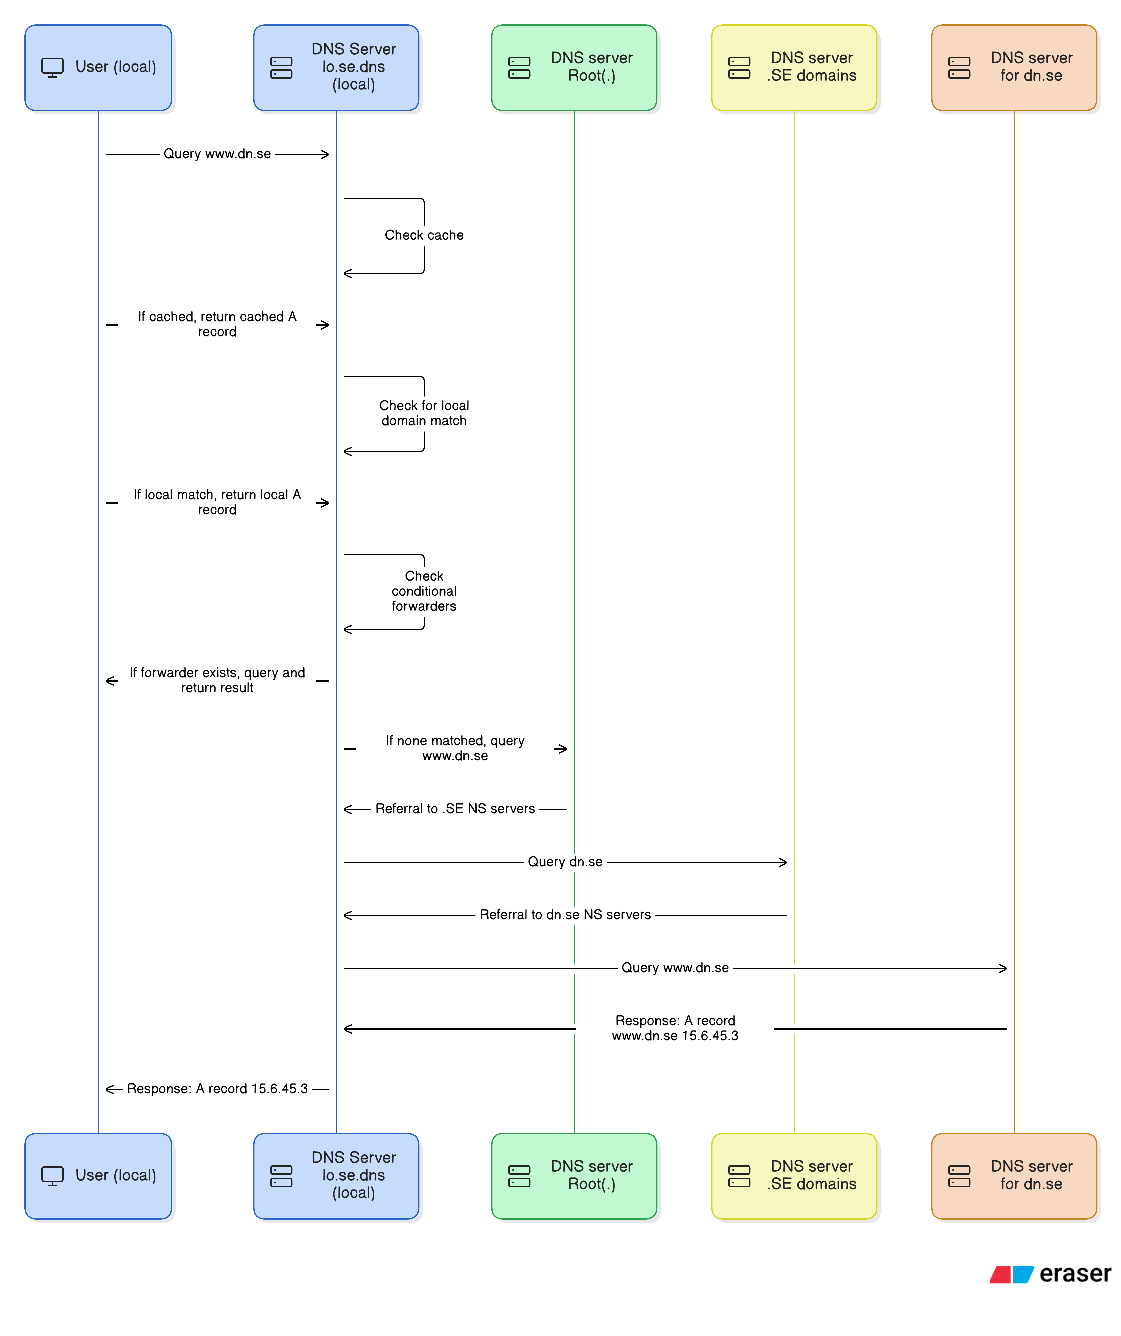 User (local)
DNS Server
lo.se.dns
(local)
DNS server
Root(.)
DNS server
.SE domains
DNS server
for dn.se
Query www.dn.se
Check cache
If cached, return cached A
record
Check for local
domain match
If local match, return local A
record
Check
conditional
forwarders
If forwarder exists, query and
return result
If none matched, query
www.dn.se
Referral to .SE NS servers
Query dn.se
Referral to dn.se NS servers
Query www.dn.se
Response: A record
www.dn.se 15.6.45.3
Response: A record 15.6.45.3
User (local)
DNS Server
lo.se.dns
(local)
DNS server
Root(.)
DNS server
.SE domains
DNS server
for dn.se
eraser